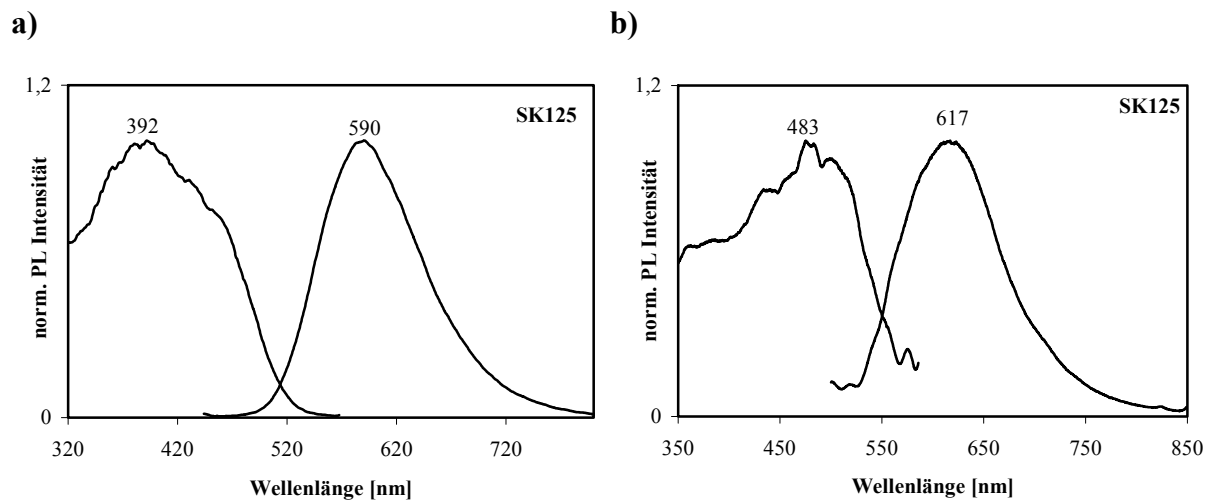 a)
1,2
SK125
392
590
norm. PL Intensität
0
320
420
520
620
720
Wellenlänge [nm]
b)
1,2
SK125
483
617
norm. PL Intensität
0
350
450
550
650
750
850
Wellenlänge [nm]